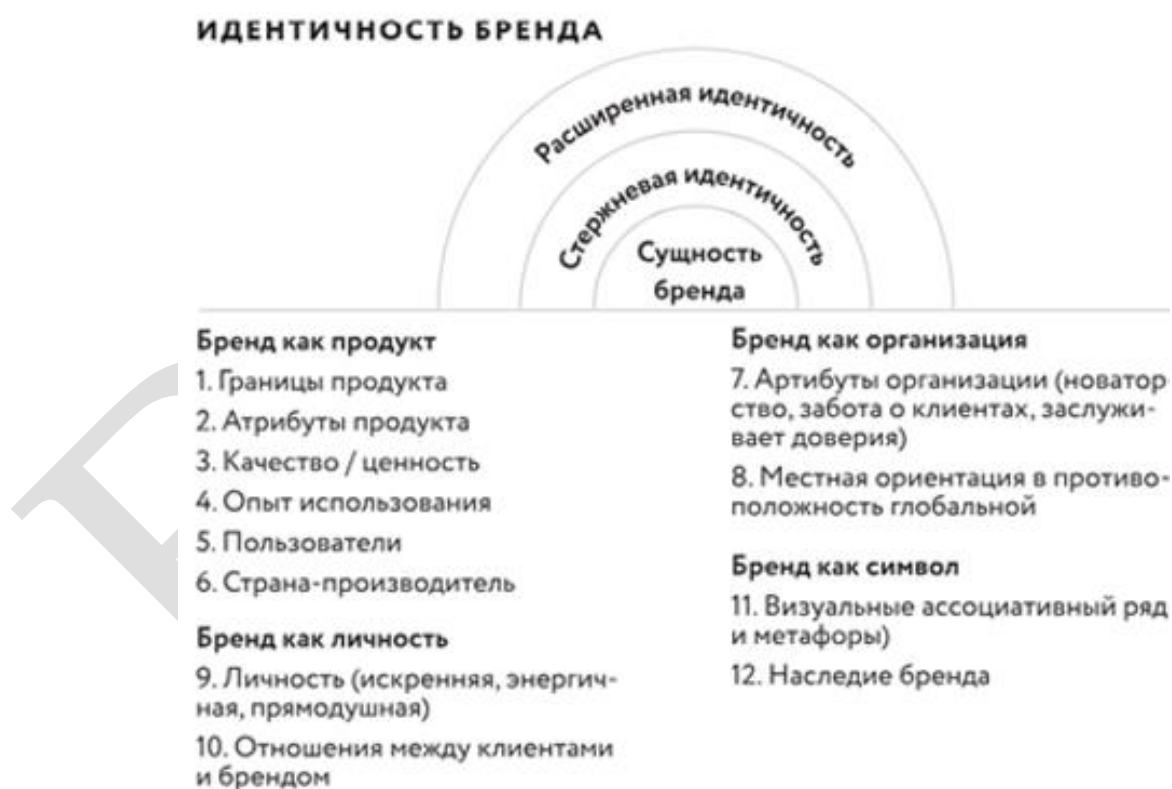 ИДЕНТИЧНОСТЬ БРЕНДА
Расширенная идентичность
Стержневая идентичность
Сущность
бренда
Бренд как продукт
1. Границы продукта
2. Атрибуты продукта
3. Качество / ценность
4. Опыт использования
5. Пользователи
6. Страна-производитель
Бренд как личность
9. Личность (искренняя, энергич-
ная, прямодушная)
10. Отношения между клиентами
и брендом
Бренд как организация
7. Артибуты организации (новатор-
ство, забота о клиентах, заслужи-
вает доверия)
8. Местная ориентация в противо-
положность глобальной
Бренд как символ
11. Визуальные ассоциативный ряд
и метафоры)
12. Наследие бренда